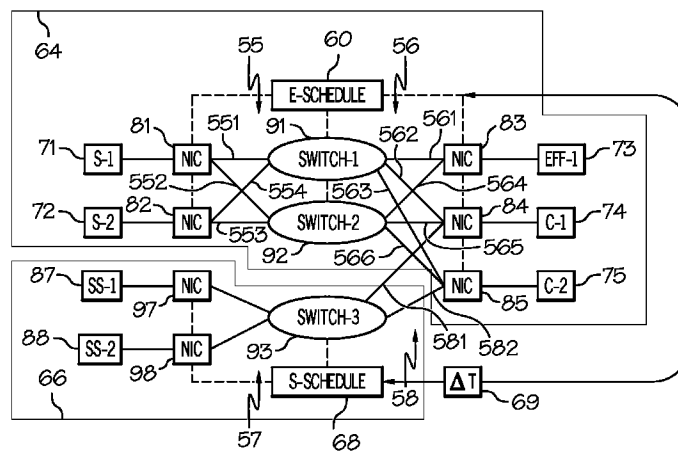 64
55
60
56
E-SCHEDULE
81
91
562
561
83
551
71
S-1
NIC
SWITCH-1
NIC
EFF-1
73
552
554
563
564
72
82
84
S-2
NIC
SWITCH-2
NIC
C-1
74
553
92
566
565
87
SS-1
NIC
NIC
C-2
75
97
85
SWITCH-3
88
SS-2
NIC
93
581
582
98
58
66
S-SCHEDULE
ΔT
57
68
69